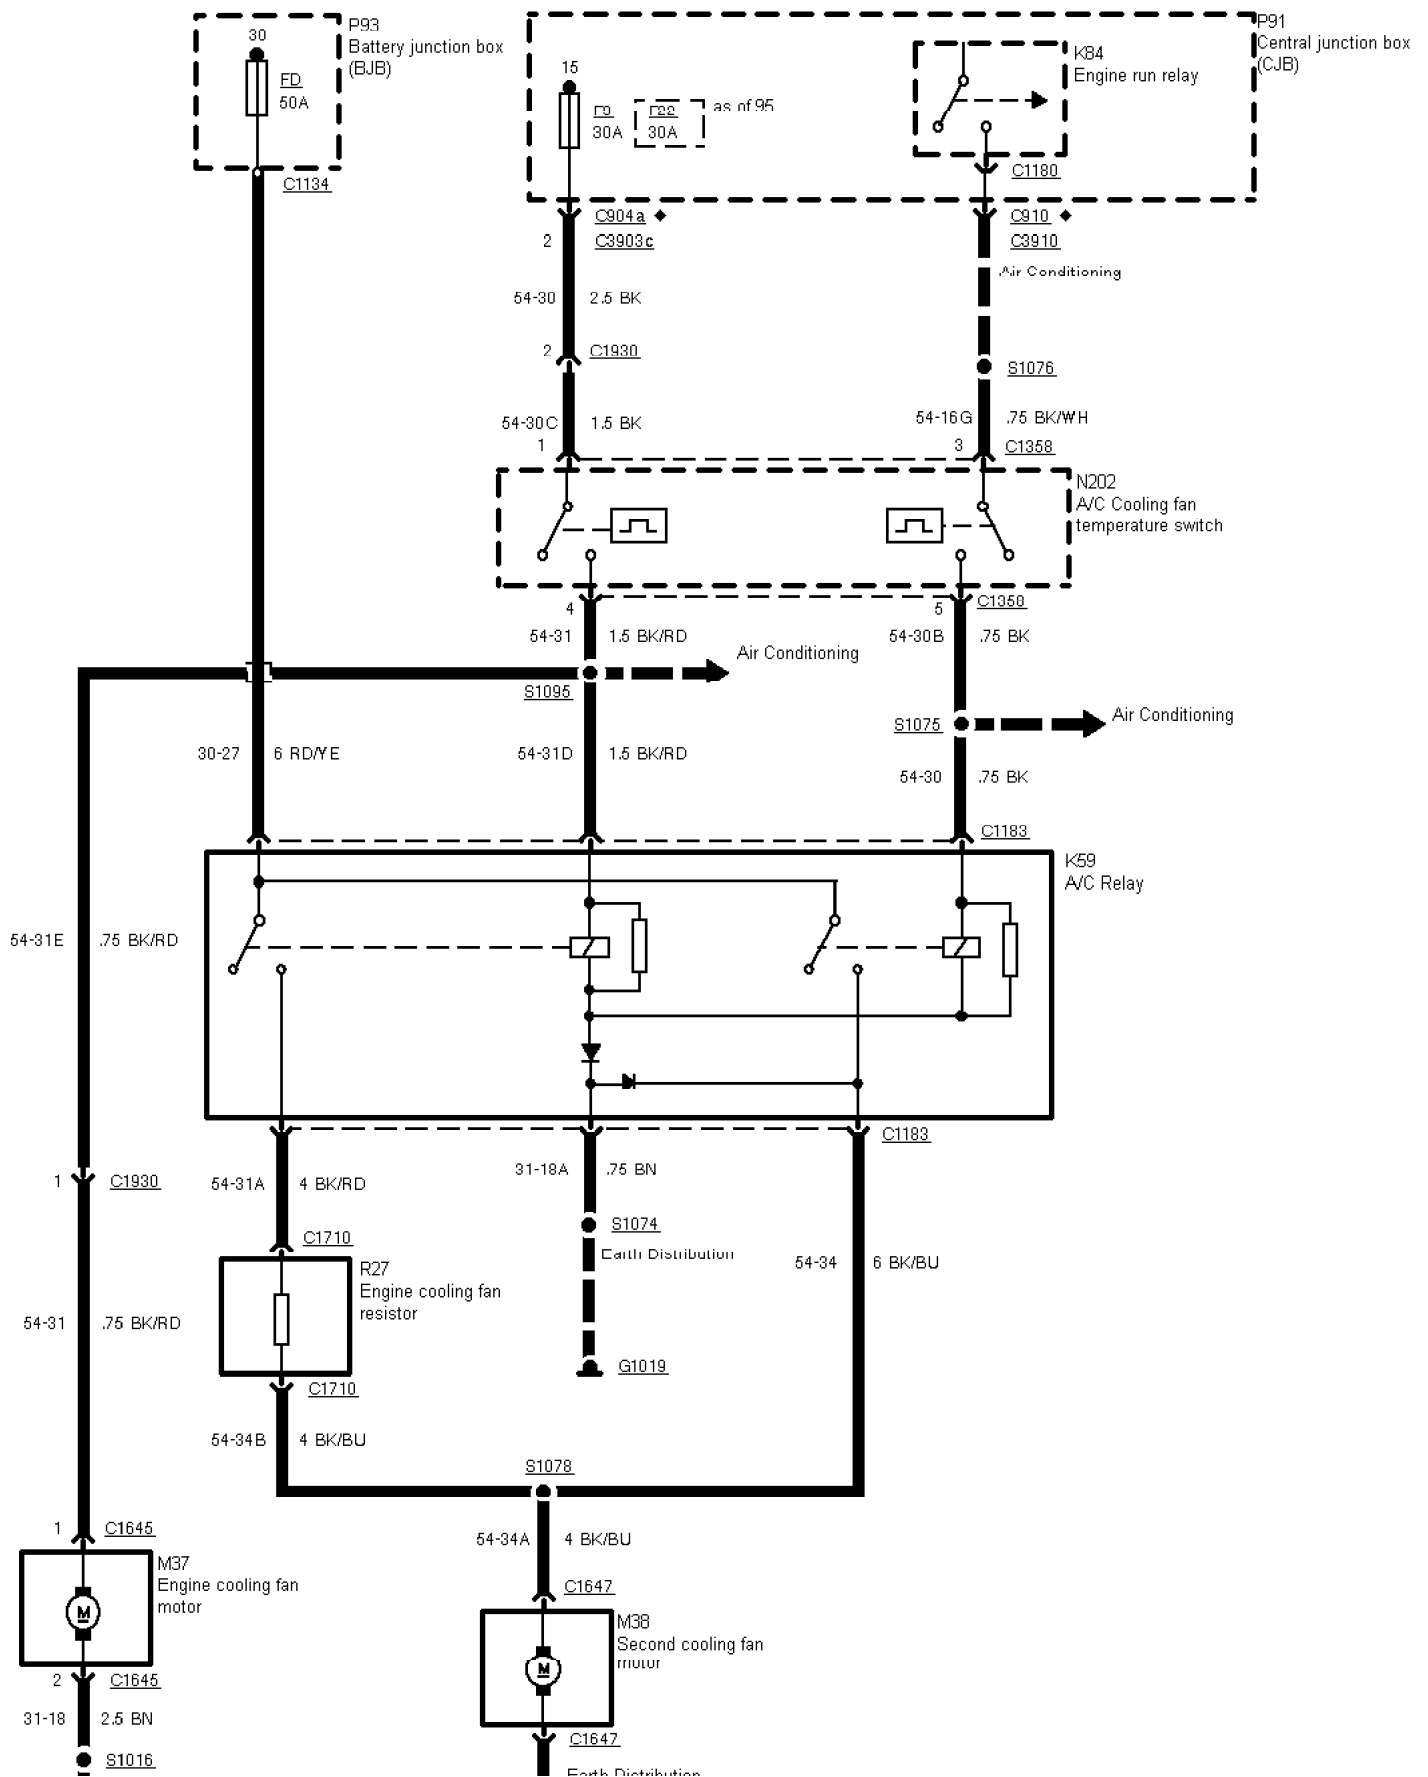 P93
Battery junction box
(BJB)
30
FD
50A
C1134
P91
Central junction box
(CJB)
K84
Engine run relay
15
30A
30A
as of 95
C1180
C904a
2
C3903c
C910
C3910
Air Conditioning
54-30
2.5 BK
2
C1930
S1076
54-30C
1.5 BK
54-16G
.75 BK/WH
1
3
C1358
N202
A/C Cooling fan
temperature switch
4
5
C1358
54-31
1.5 BK/RD
54-30B
.75 BK
Air Conditioning
S1095
S1075
Air Conditioning
30-27
6 RD/YE
54-31D
1.5 BK/RD
54-30
.75 BK
C1183
K59
A/C Relay
54-31E
.75 BK/RD
C1183
1
C1930
54-31A
4 BK/RD
31-18A
.75 BN
S1074
C1710
Earth Distribution
54-34
6 BK/BU
R27
Engine cooling fan
resistor
54-31
.75 BK/RD
G1019
C1710
54-34B
4 BK/BU
S1078
1
C1645
54-34A
4 BK/BU
M37
Engine cooling fan
motor
M
C1647
M38
Second cooling fan
motor
M
2
C1645
31-18
2.5 BN
S1016
C1647
Earth Distribution